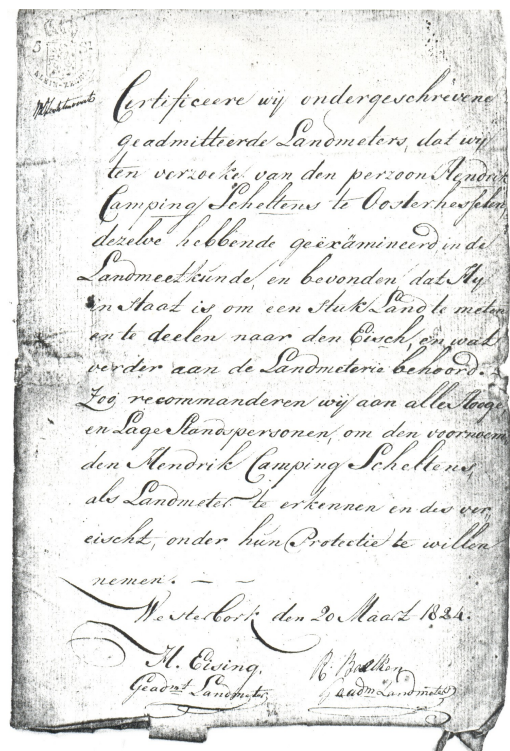 Certificeere wij ondergeschrevene
geadmitteerde Landmeters, dat wij
ten verzoeke van den perzoon Hendrik
Camping Scheltens te Oosterhesselen,
dezelve hebbende geëxamineerd in de
Landmeetkunde, en bevonden dat Hy
in staat is om een stuk Land te meten
en te deelen naar den Eisch, en wat
verder aan de Landmeterie behoord.
Zoo recommanderen wij aan alle Hooge
en Lage Standspersonen, om den voornoem
den Hendrik Camping Scheltens,
als Landmeter te erkennen en des ver„
eischt, onder hun Protectie te willen
nemen. — —
Westerbork den 20 Maart 1824.
H. Eising, R.
Geadmt. Landmeter Geadm Landmeter